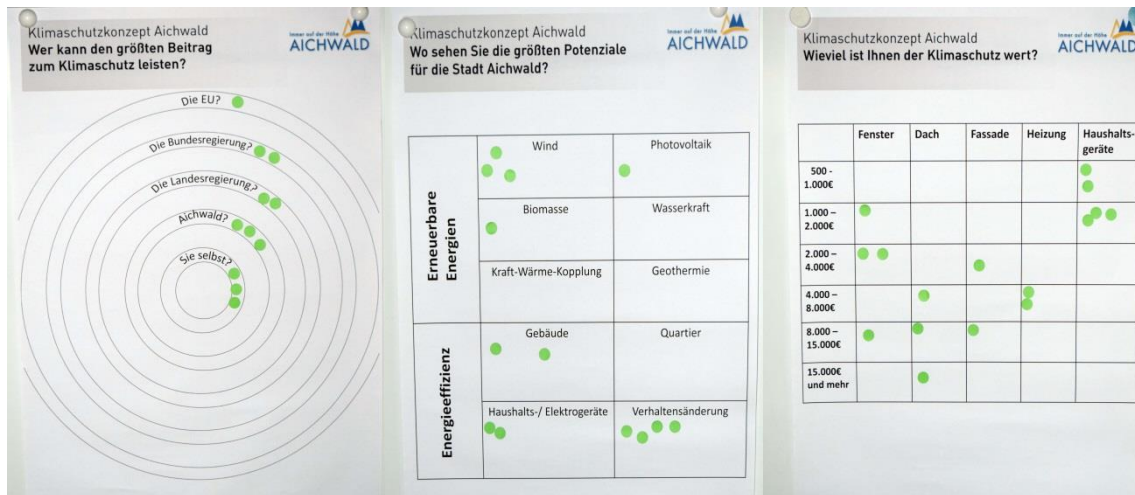 Klimaschutzkonzept Aichwald
Wer kann den größten Beitrag
zum Klimaschutz leisten?
Immer auf der Höhe
AICHWALD
Die EU?
Die Bundesregierung?
Die Landesregierung?
Aichwald?
Sie selbst?
Klimaschutzkonzept Aichwald
Wo sehen Sie die größten Potenziale
für die Stadt Aichwald?
Immer auf der Höhe
AICHWALD
Erneuerbare
Energien
Wind
Photovoltaik
Biomasse
Wasserkraft
Kraft-Wärme-Kopplung
Geothermie
Energieeffizienz
Gebäude
Quartier
Haushalts-/ Elektrogeräte
Verhaltensänderung
Klimaschutzkonzept Aichwald
Wieviel ist Ihnen der Klimaschutz wert?
Immer auf der Höhe
AICHWALD
Fenster Dach Fassade Heizung Haushalts-
geräte
500 -
1.000€
1.000 –
2.000€
2.000 –
4.000€
4.000 –
8.000€
8.000 –
15.000€
15.000€
und mehr